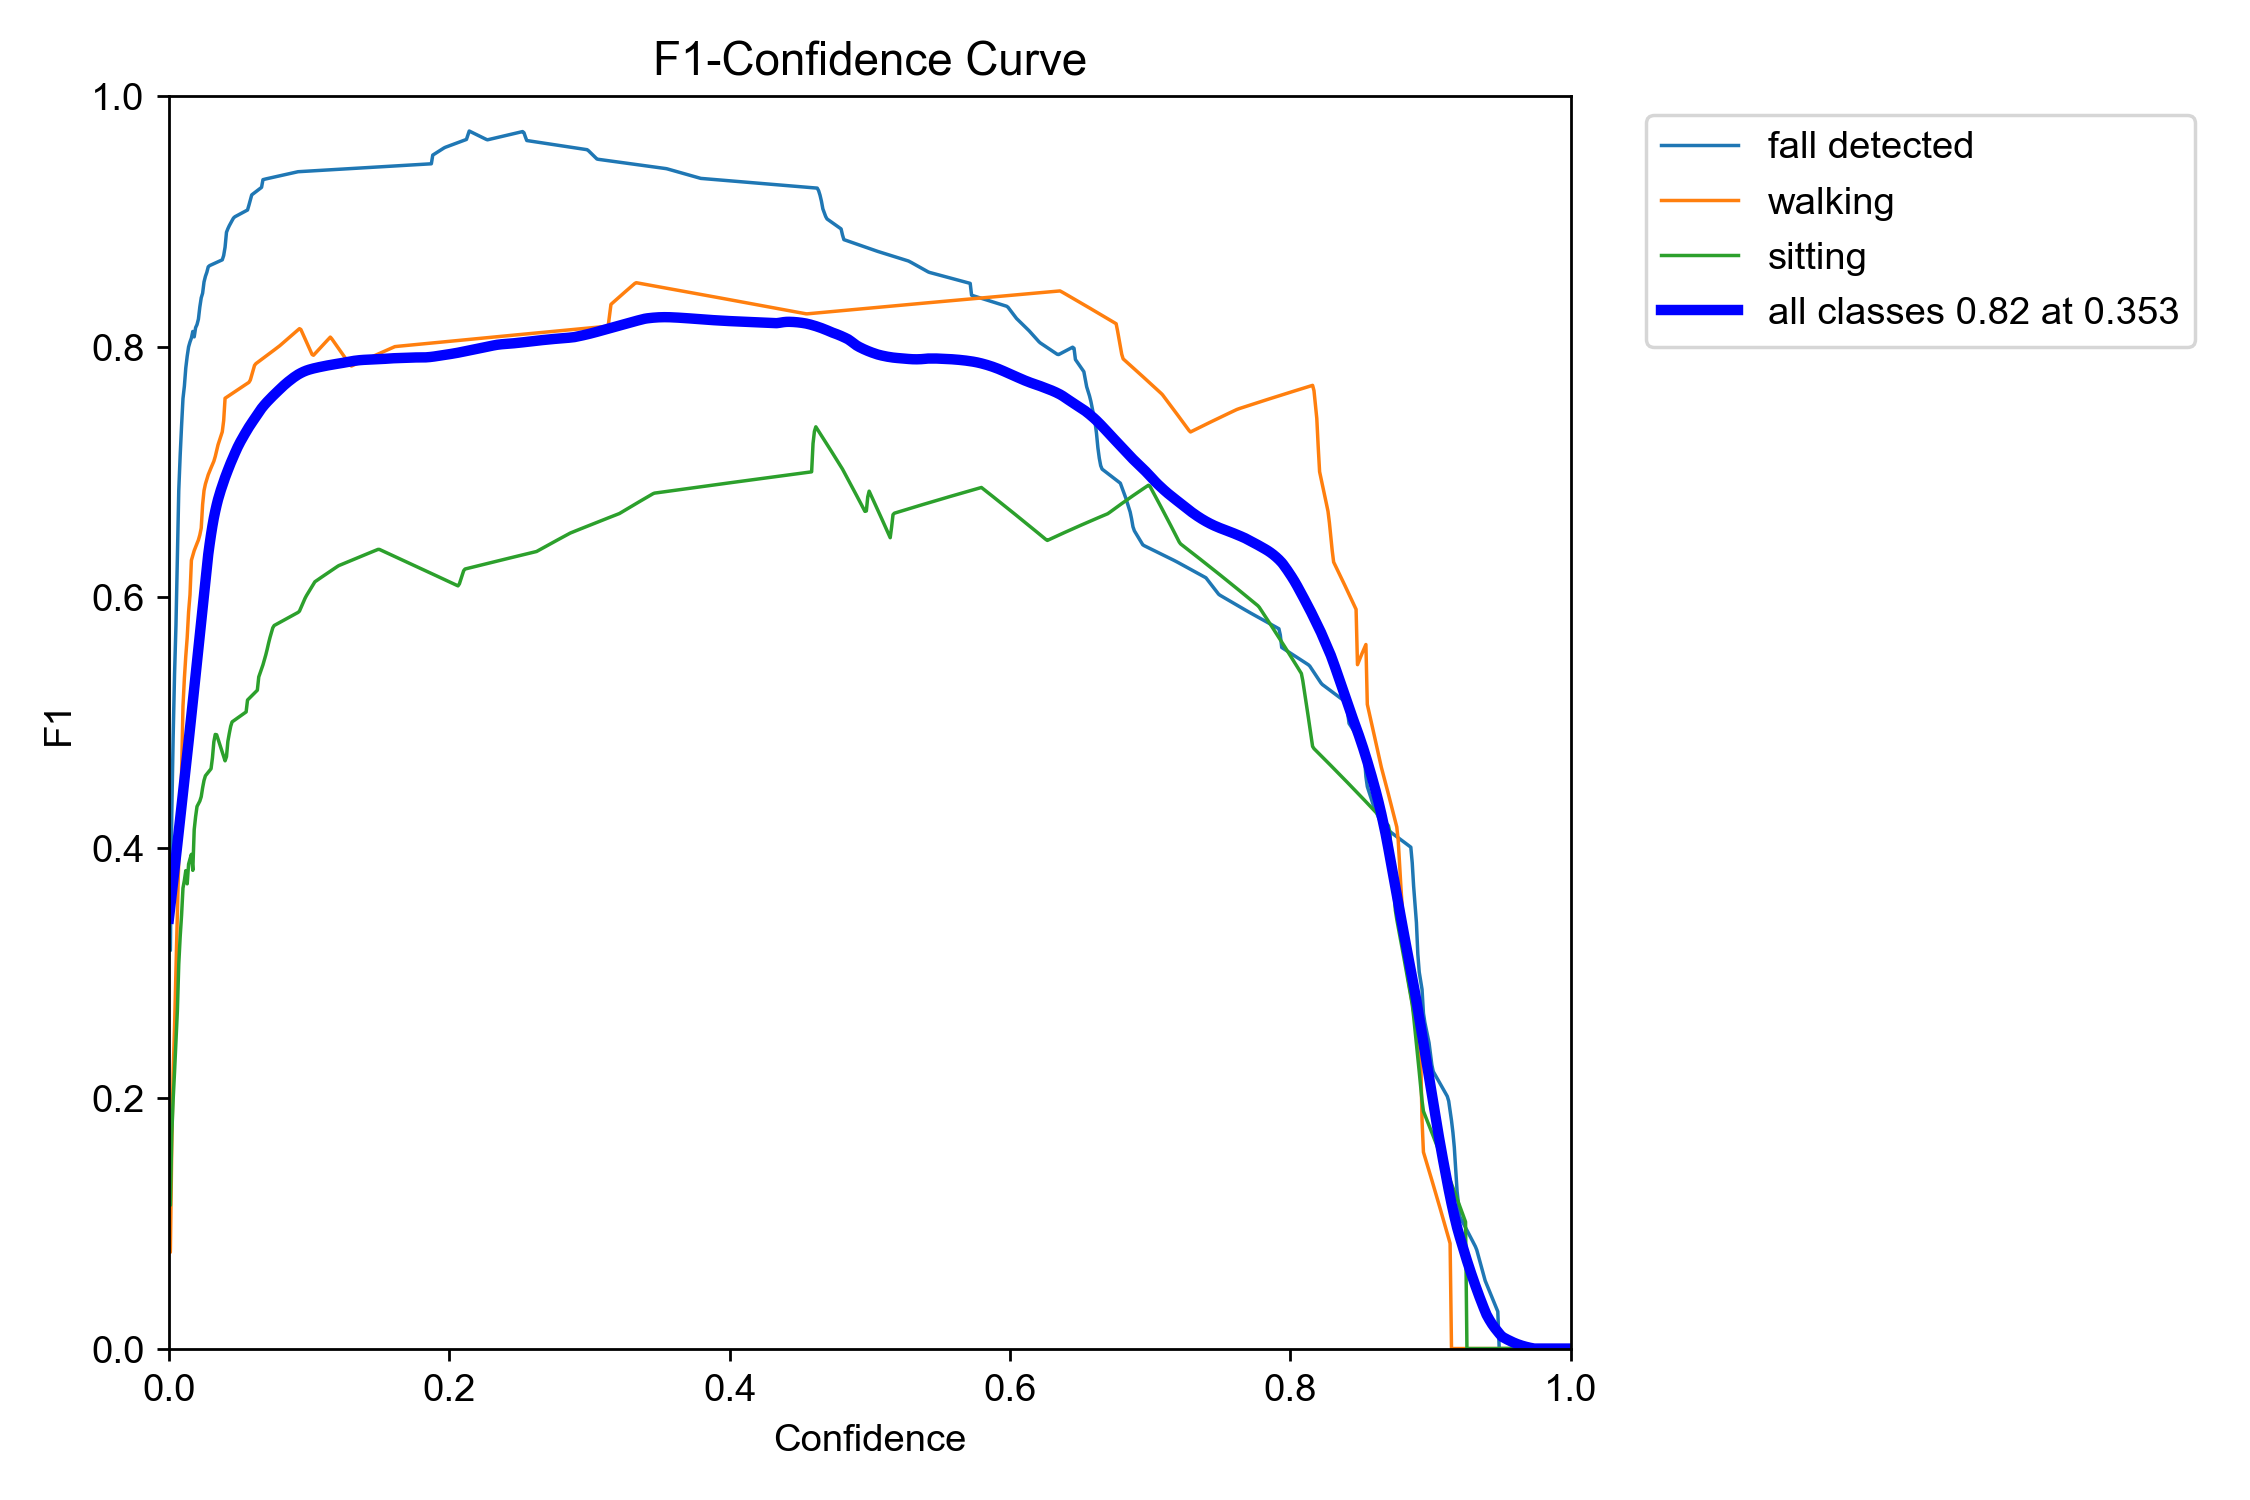 F1-Confidence Curve
1.0
0.8
0.6
0.4
0.2
0.0
F1
0.0 0.2 0.4 0.6 0.8 1.0
Confidence
fall detected
walking
sitting
all classes 0.82 at 0.353